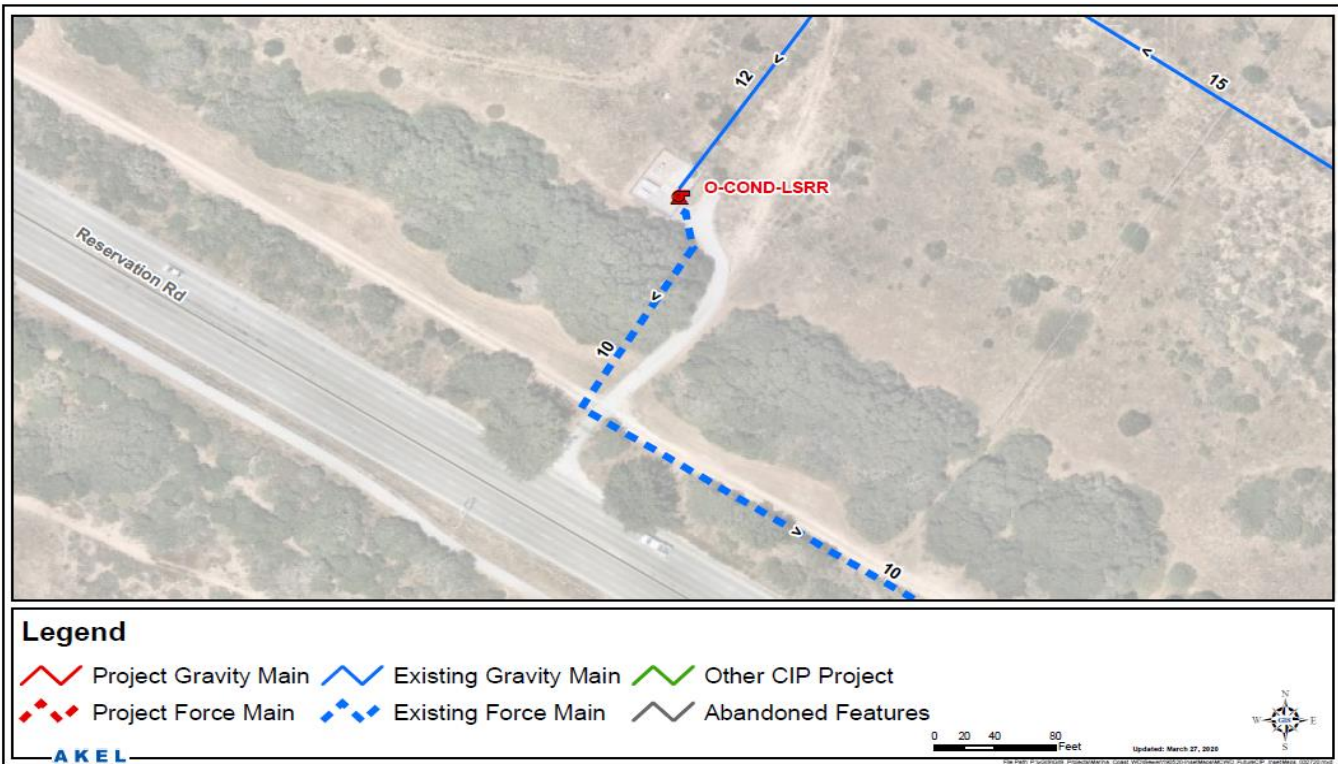 12
15
O-COND-LSRR
Reservation Rd
10
10
Legend
Project Gravity Main
Existing Gravity Main
Other CIP Project
Project Force Main
Existing Force Main
Abandoned Features
N
W GIS E
S
0 20 40 80
Feet
Updated: March 27, 2020
AKEL